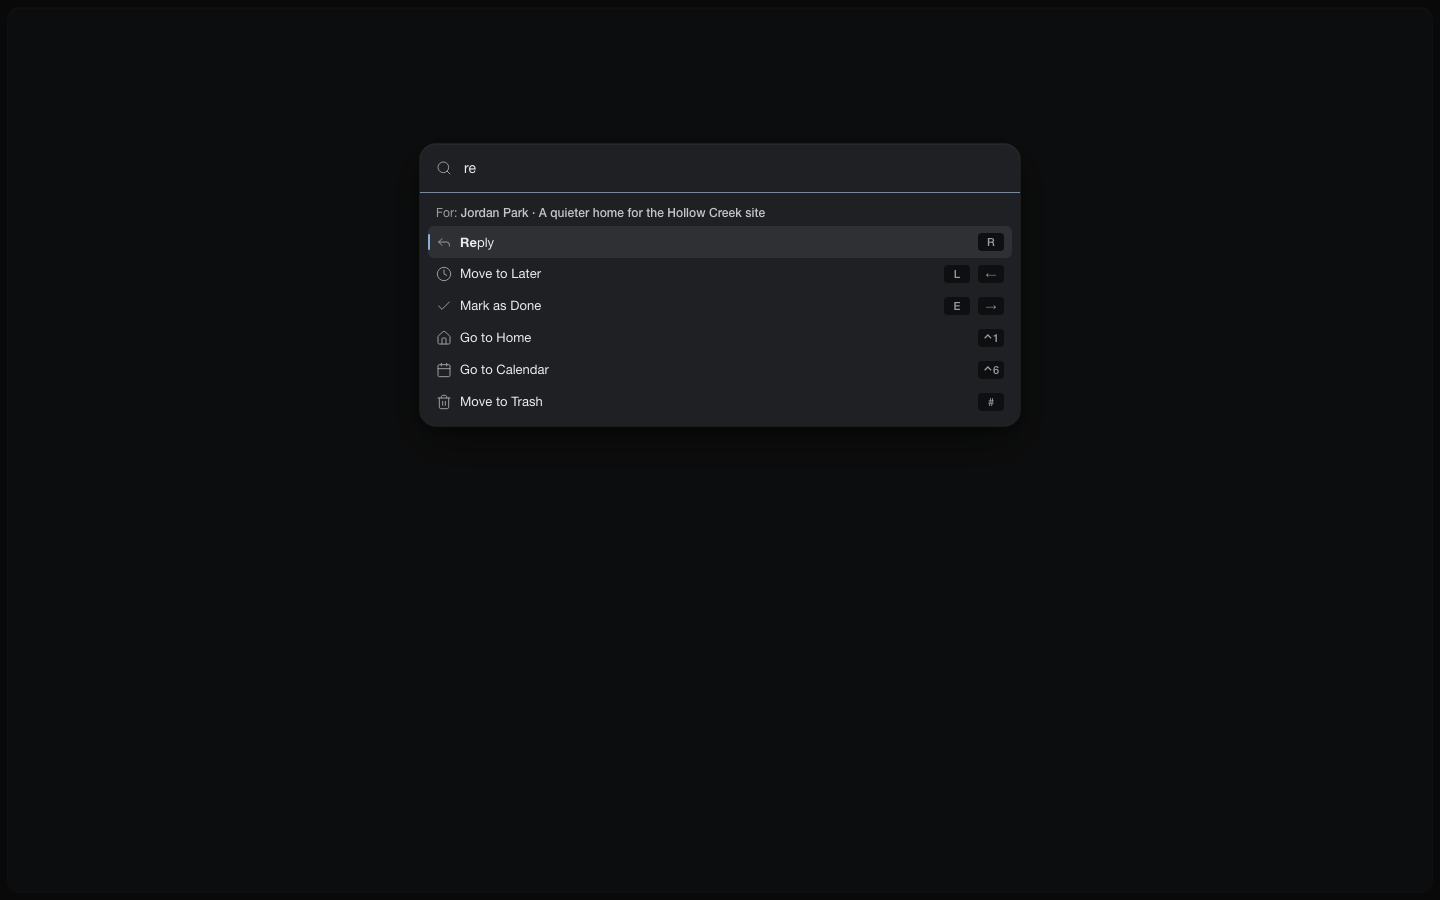 re
For: Jordan Park · A quieter home for the Hollow Creek site
Reply R
Move to Later L ←
Mark as Done E →
Go to Home ^1
Go to Calendar ^6
Move to Trash #